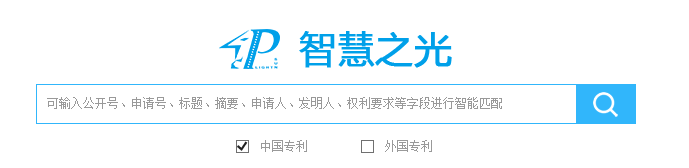 智慧之光
可输入公开号、申请号、标题、摘要、申请人、发明人、权利要求等字段进行智能匹配
中国专利 外国专利